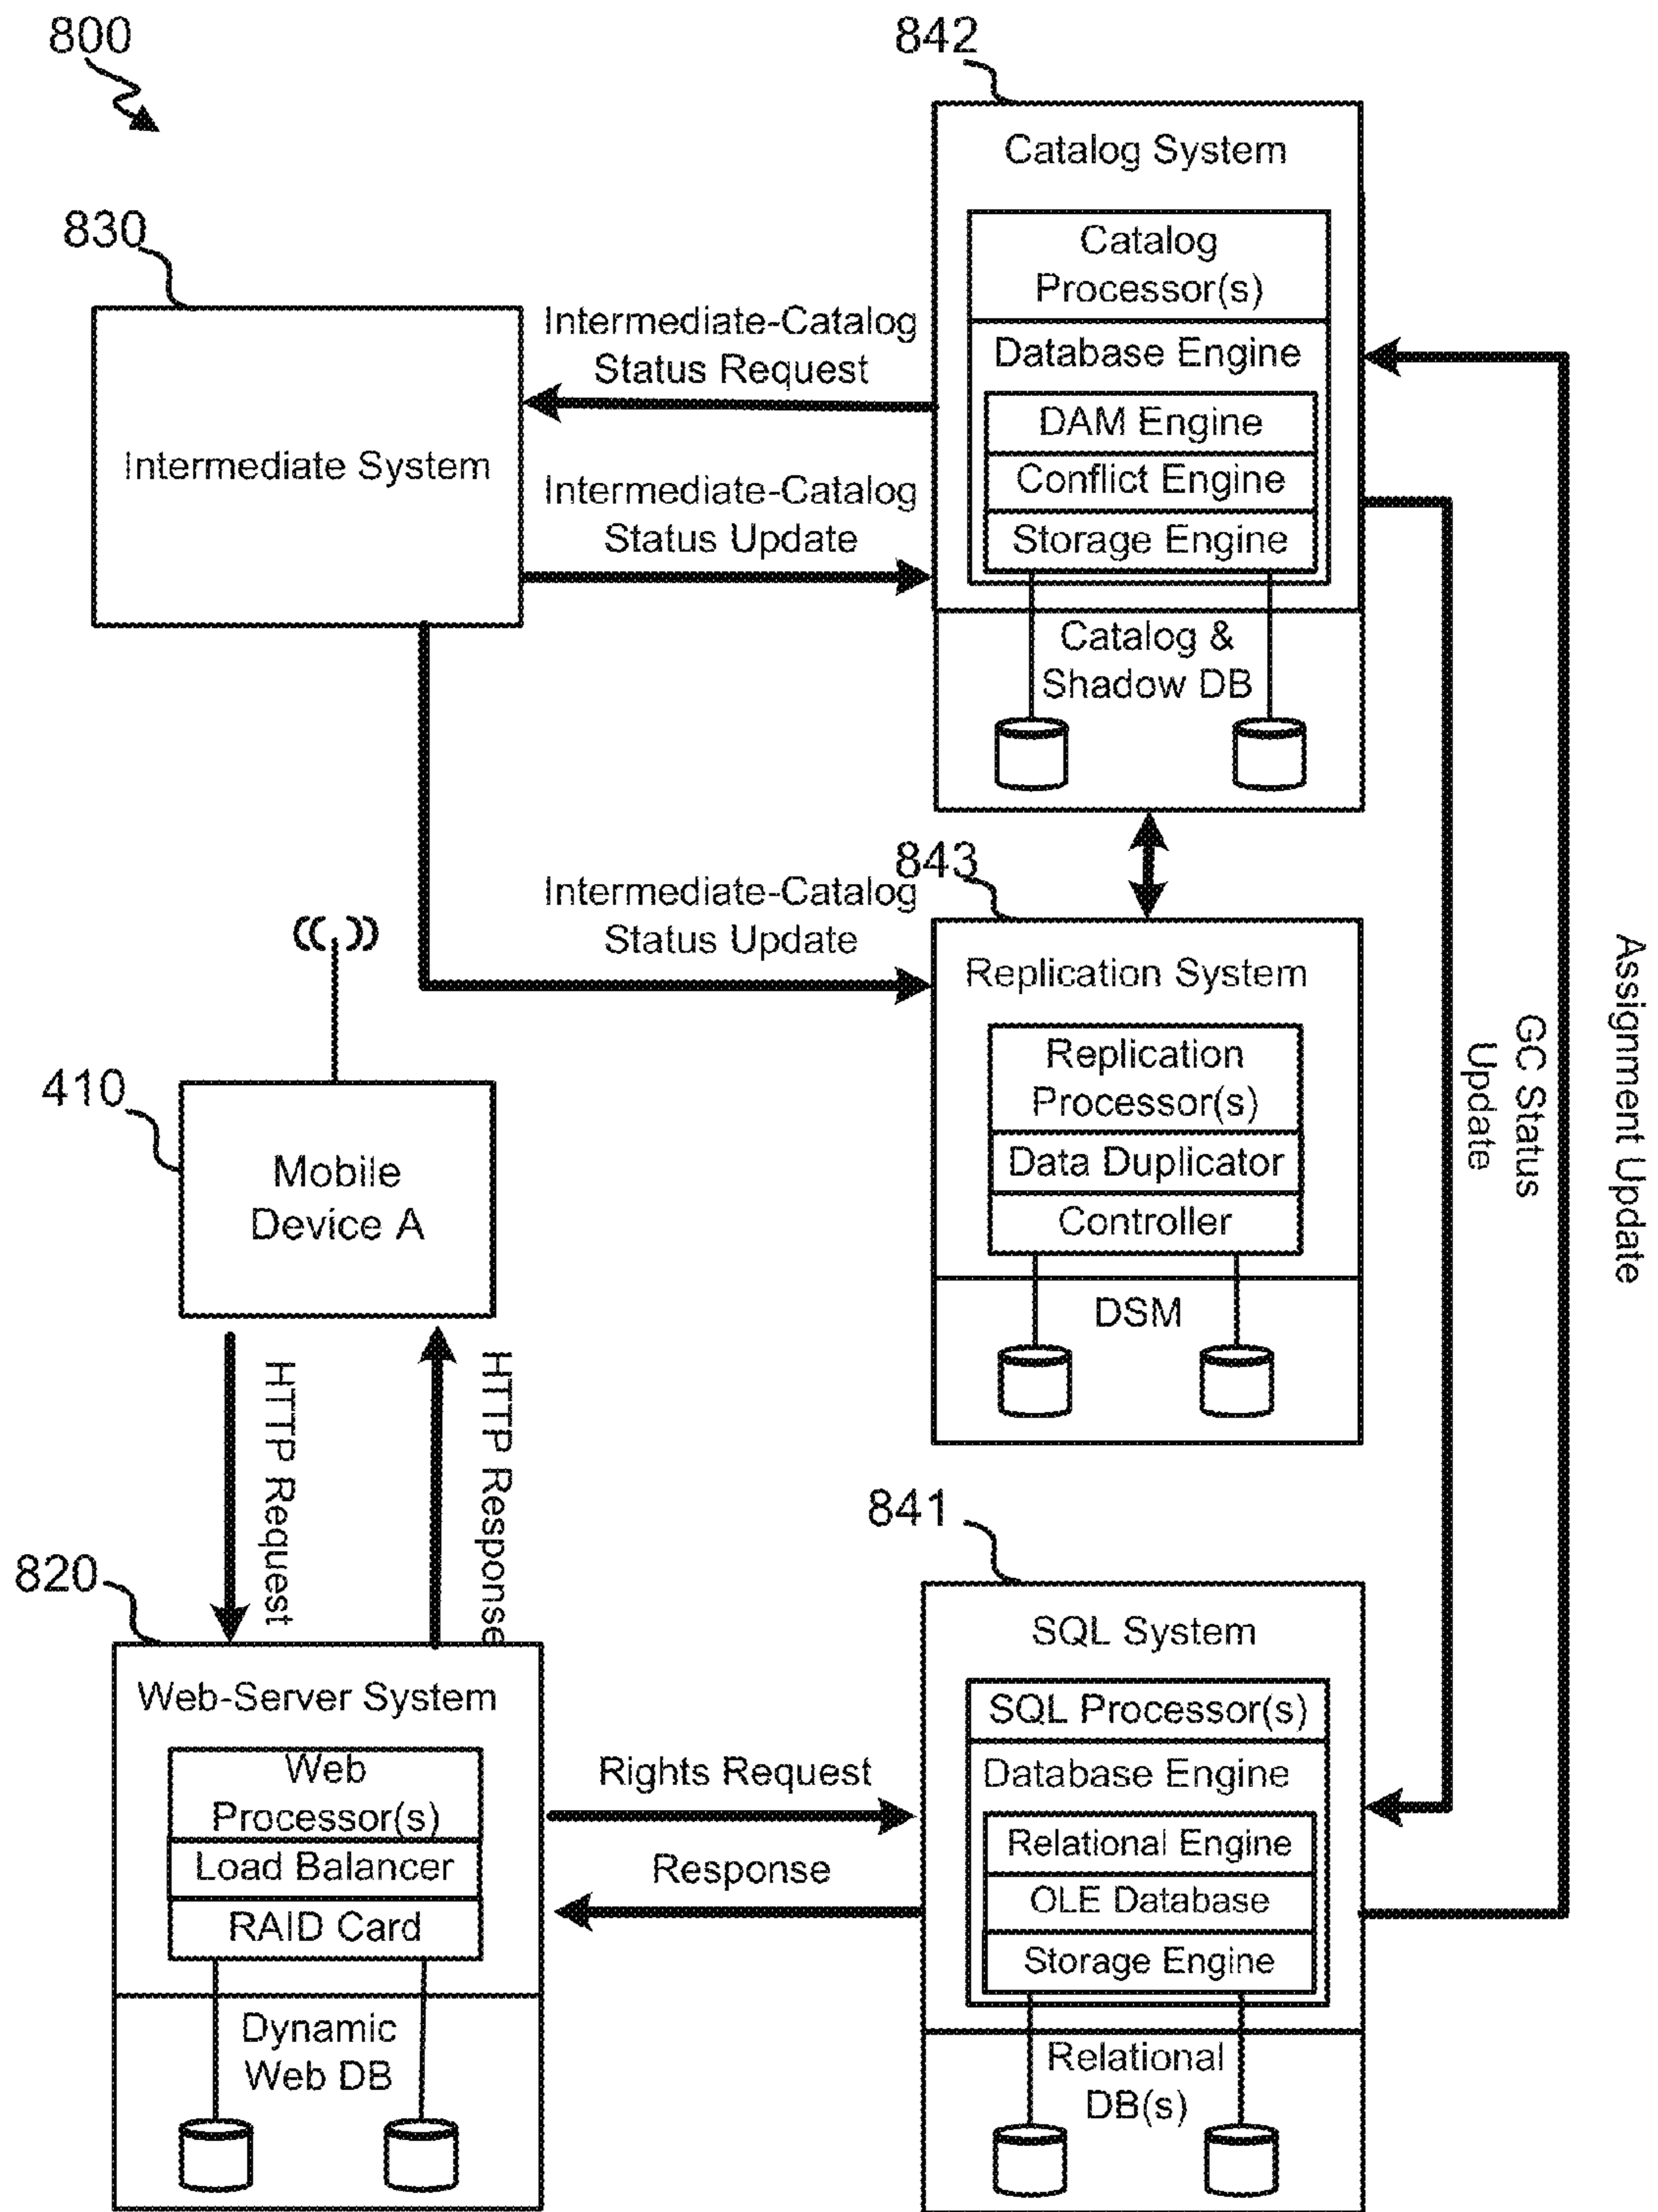 800
842
Catalog System
830
Catalog
Processor(s)
Intermediate-Catalog
Status Request
Database Engine
DAM Engine
Intermediate System
Conflict Engine
Intermediate-Catalog
Status Update
Storage Engine
Catalog &
Shadow DB
843
Intermediate-Catalog
Status Update
Replication System
Assignment Update
GC Status
Update
Replication
Processor(s)
410
Mobile
Device A
Data Duplicator
Controller
DSM
HTTP Request
HTTP Response
841
820
SQL System
Web-Server System
SQL Processor(s)
Web
Processor(s)
Rights Request
Database Engine
Relational Engine
Load Balancer
Response
OLE Database
RAID Card
Storage Engine
Dynamic
Web DB
Relational
DB(s)